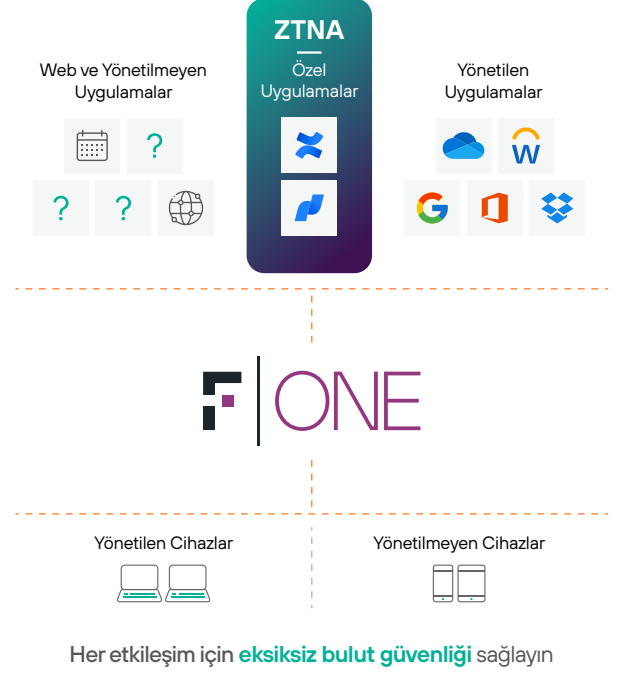 ZTNA
Web ve Yönetilmeyen
Uygulamalar
Özel
Uygulamalar
Yönetilen
Uygulamalar
?
W
?
?
G
F ONE
Yönetilen Cihazlar
Yönetilmeyen Cihazlar
Her etkileşim için eksiksiz bulut güvenliği sağlayın